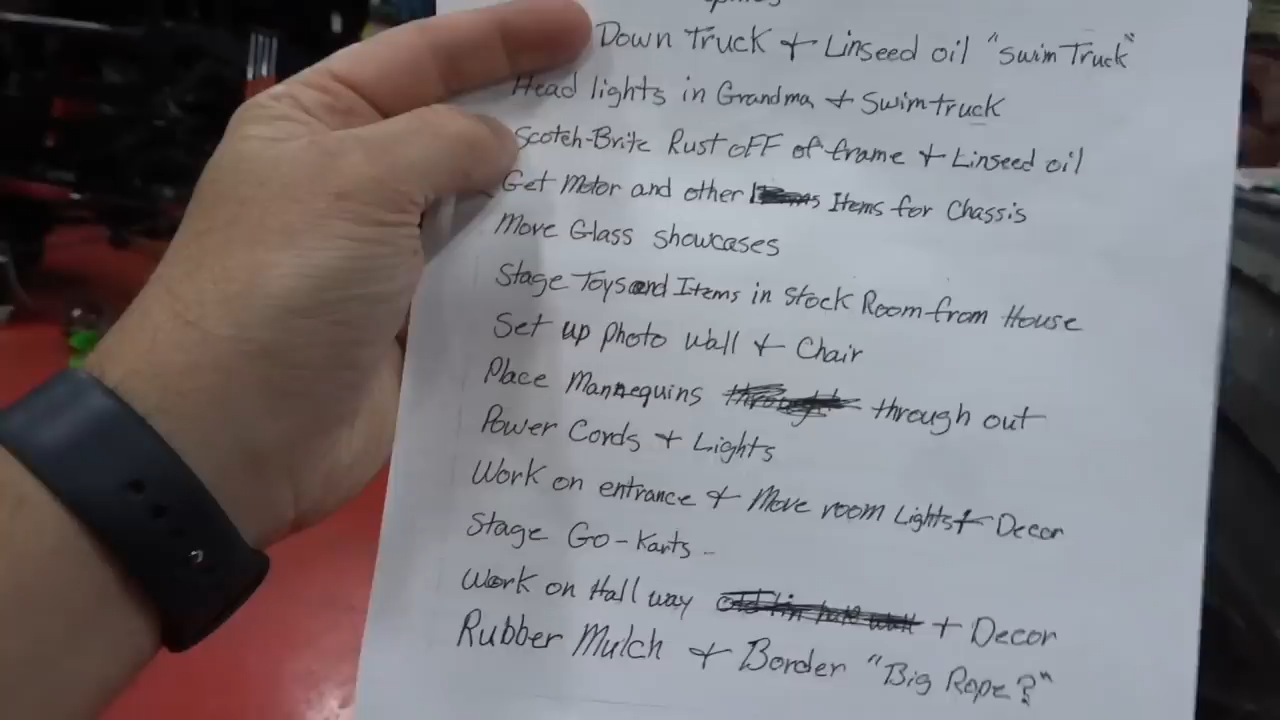 Down Truck + Linseed oil "Swim Truck"
Head lights in Grandma + Swimtruck
Scotch-Brite Rust off of frame + Linseed oil
Get Motor and other Items for Chassis
Move Glass showcases
Stage Toys and Items in Stock Room from House
Set up photo wall + Chair
Place Mannequins through out
Power Cords + Lights
Work on entrance + Move room Lights + Decor
Stage Go-Karts -
Work on Hall way + Decor
Rubber Mulch + Border "Big Rope?"